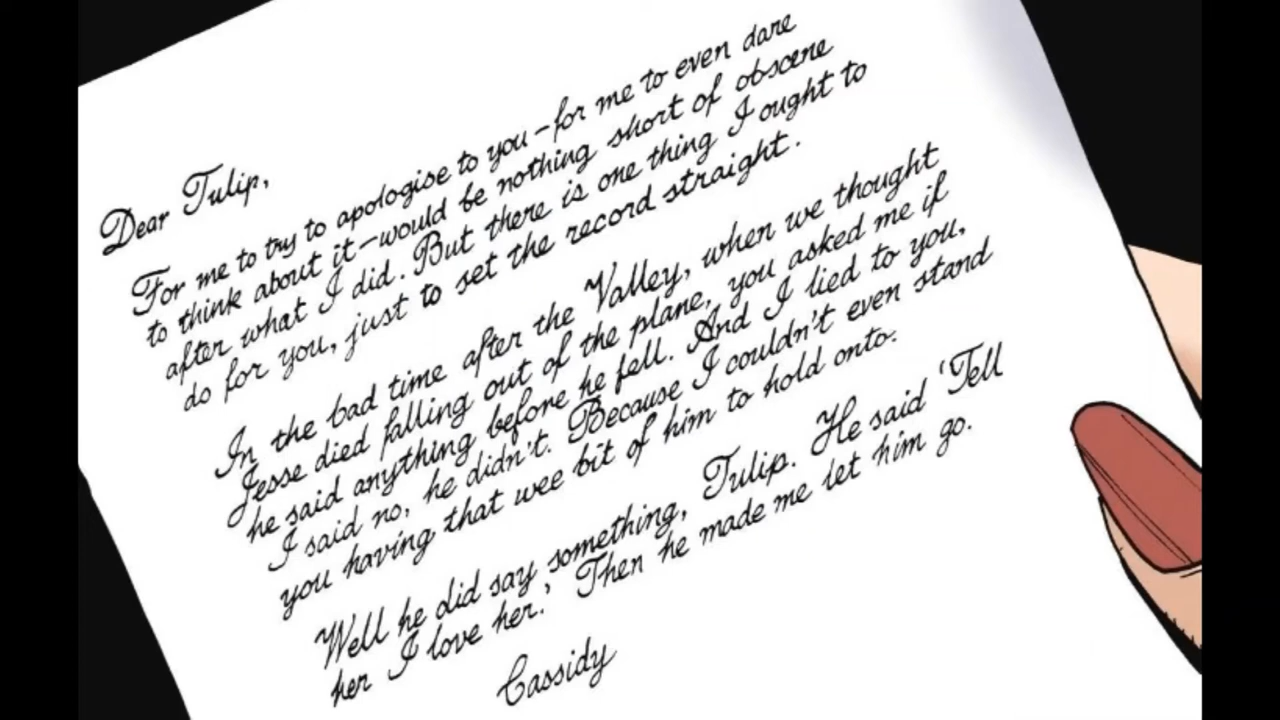 Dear Tulip,
For me to try to apologise to you—for me to even dare
to think about it—would be nothing short of obscene
after what I did. But there is one thing I ought to
do for you, just to set the record straight.
In the bad time after the Valley, when we thought
Jesse died falling out of the plane, you asked me if
he said anything before he fell. And I lied to you,
I said no, he didn't. Because I couldn't even stand
you having that wee bit of him to hold onto.
Well he did say something, Tulip. He said 'Tell
her I love her.' Then he made me let him go.
Cassidy